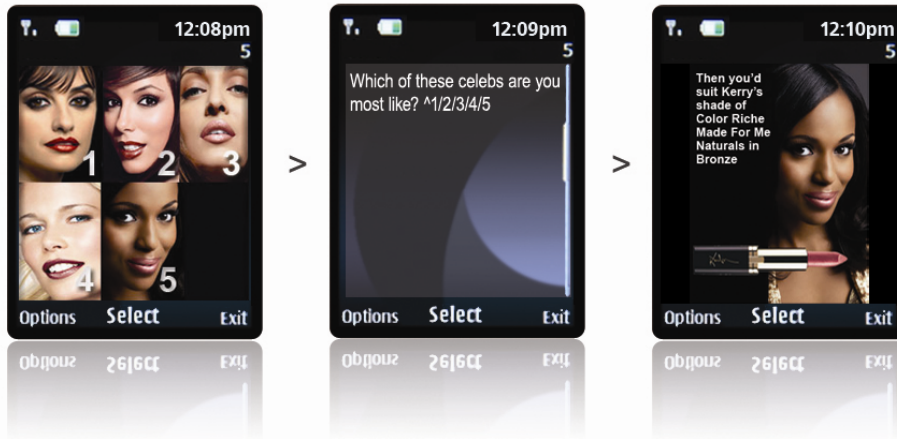 12:08pm
5
1
2
3
4
5
Options Select Exit
>
12:09pm
5
Which of these celebs are you
most like? ^1/2/3/4/5
Options Select Exit
>
12:10pm
5
Then you'd
suit Kerry's
shade of
Color Riche
Made For Me
Naturals in
Bronze
Options Select Exit